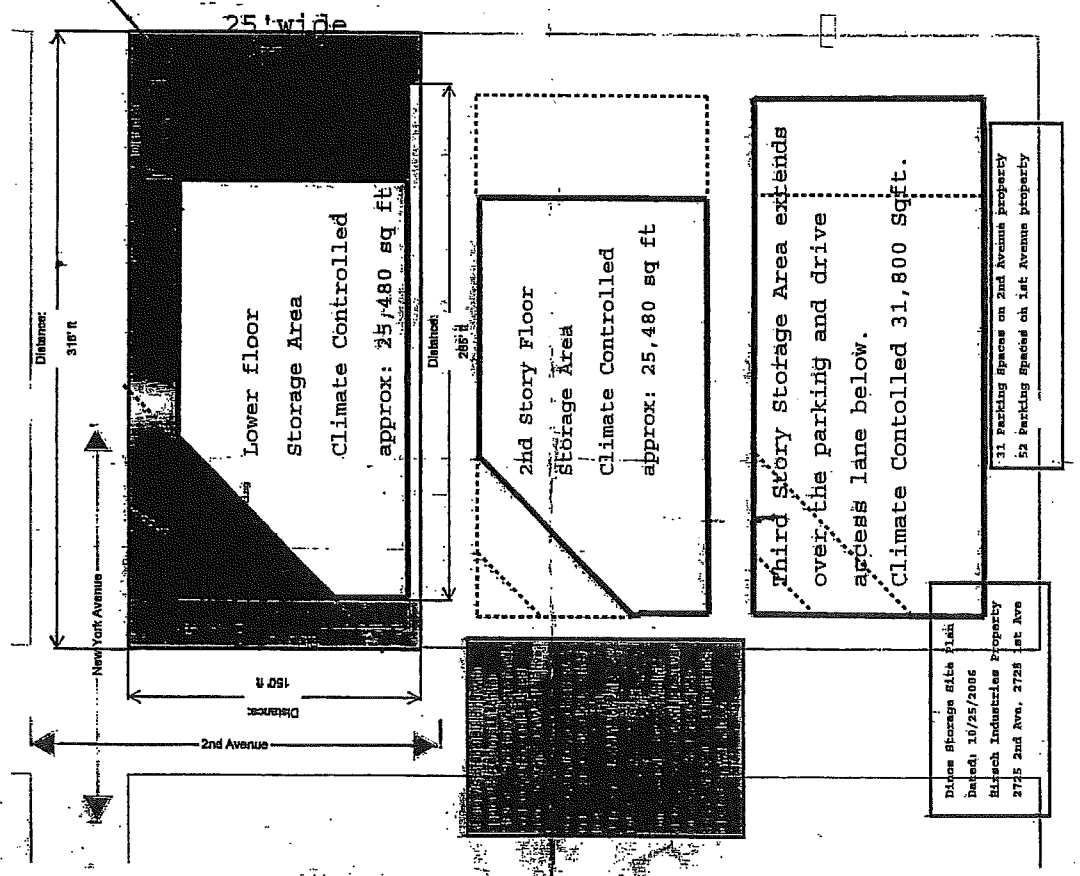 25' wide
Distance:
316' ft
New York Avenue
Lower floor
Storage Area
Climate Controlled
approx: 25,480 sq ft
Distance:
265' ft
2nd Story Floor
Storage Area
Climate Controlled
approx: 25,480 sq ft
Third Story Storage Area extends
over the parking and drive
access lane below.
Climate Contolled 31,800 Sqft.
31 Parking Spaces on 2nd Avenue property
52 Parking Spaces on 1st Avenue property
Distance:
150' ft
2nd Avenue
Dinos Storage Site Plan
Dated: 10/25/2006
Hirsch Industries Property
2725 2nd Ave, 2728 1st Ave